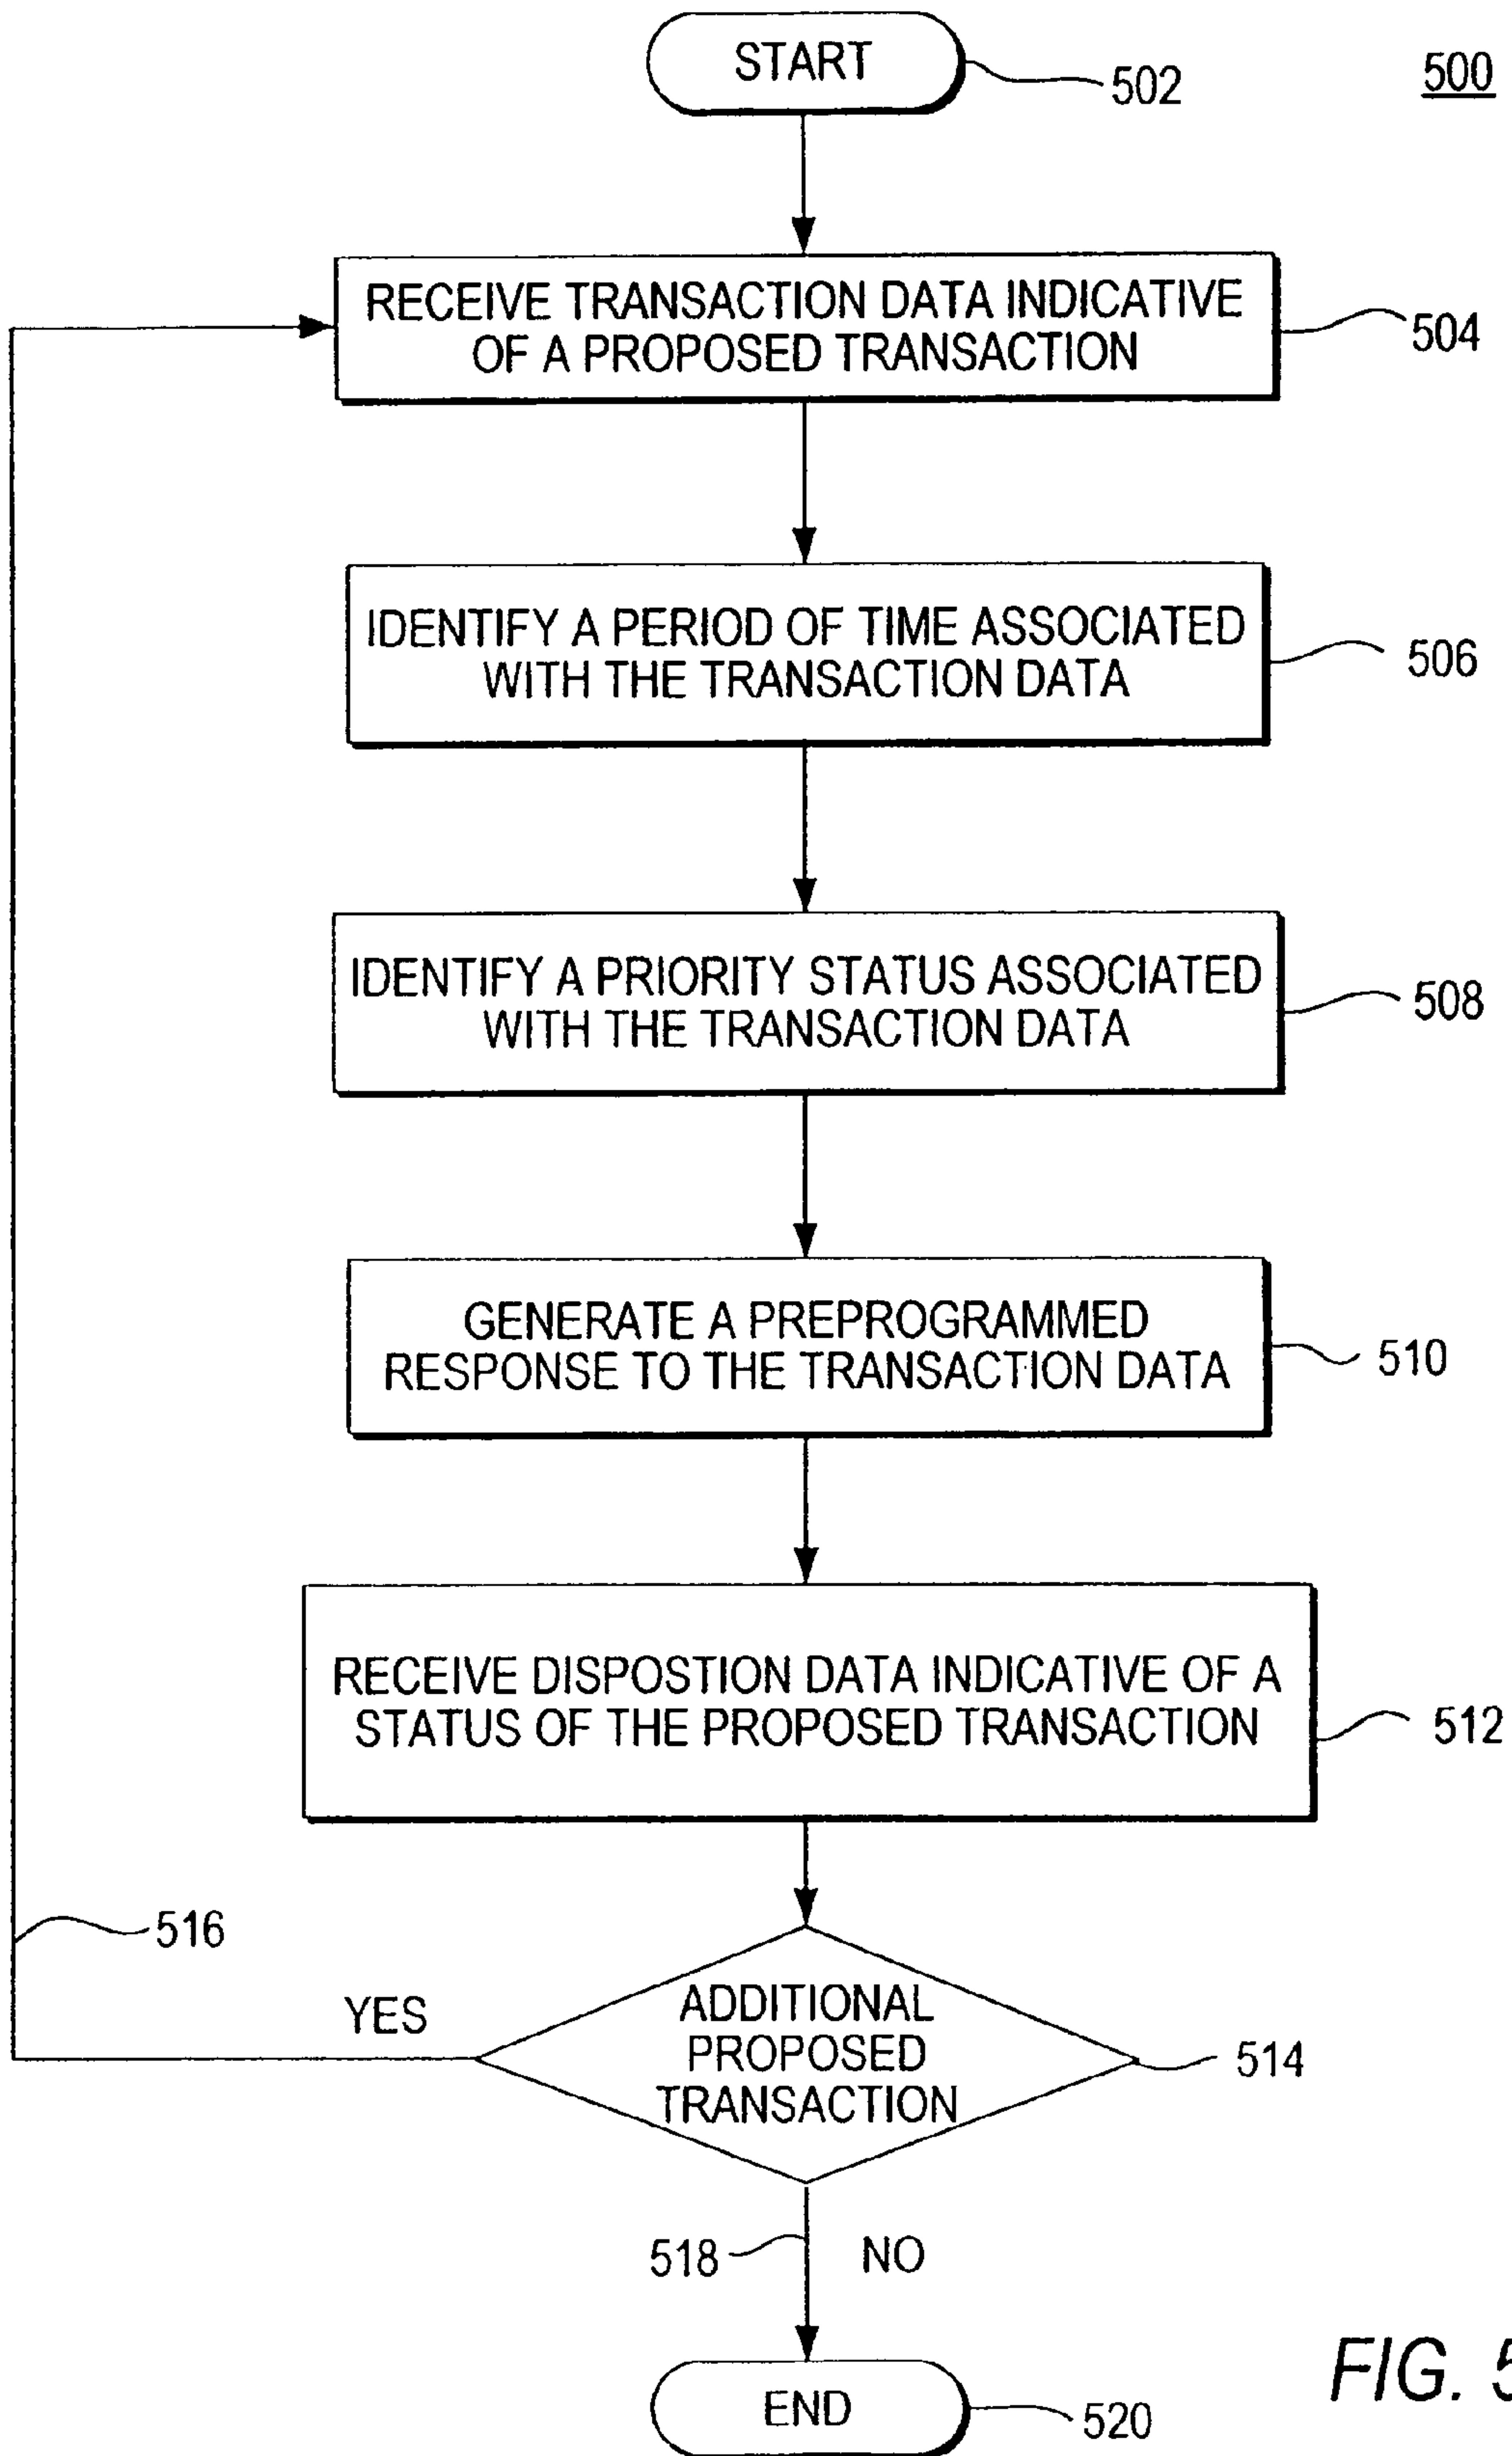 START
502
500
RECEIVE TRANSACTION DATA INDICATIVE
OF A PROPOSED TRANSACTION
504
IDENTIFY A PERIOD OF TIME ASSOCIATED
WITH THE TRANSACTION DATA
506
IDENTIFY A PRIORITY STATUS ASSOCIATED
WITH THE TRANSACTION DATA
508
GENERATE A PREPROGRAMMED
RESPONSE TO THE TRANSACTION DATA
510
RECEIVE DISPOSTION DATA INDICATIVE OF A
STATUS OF THE PROPOSED TRANSACTION
512
516
YES
ADDITIONAL
PROPOSED
TRANSACTION
514
518
NO
END
520
FIG. 5